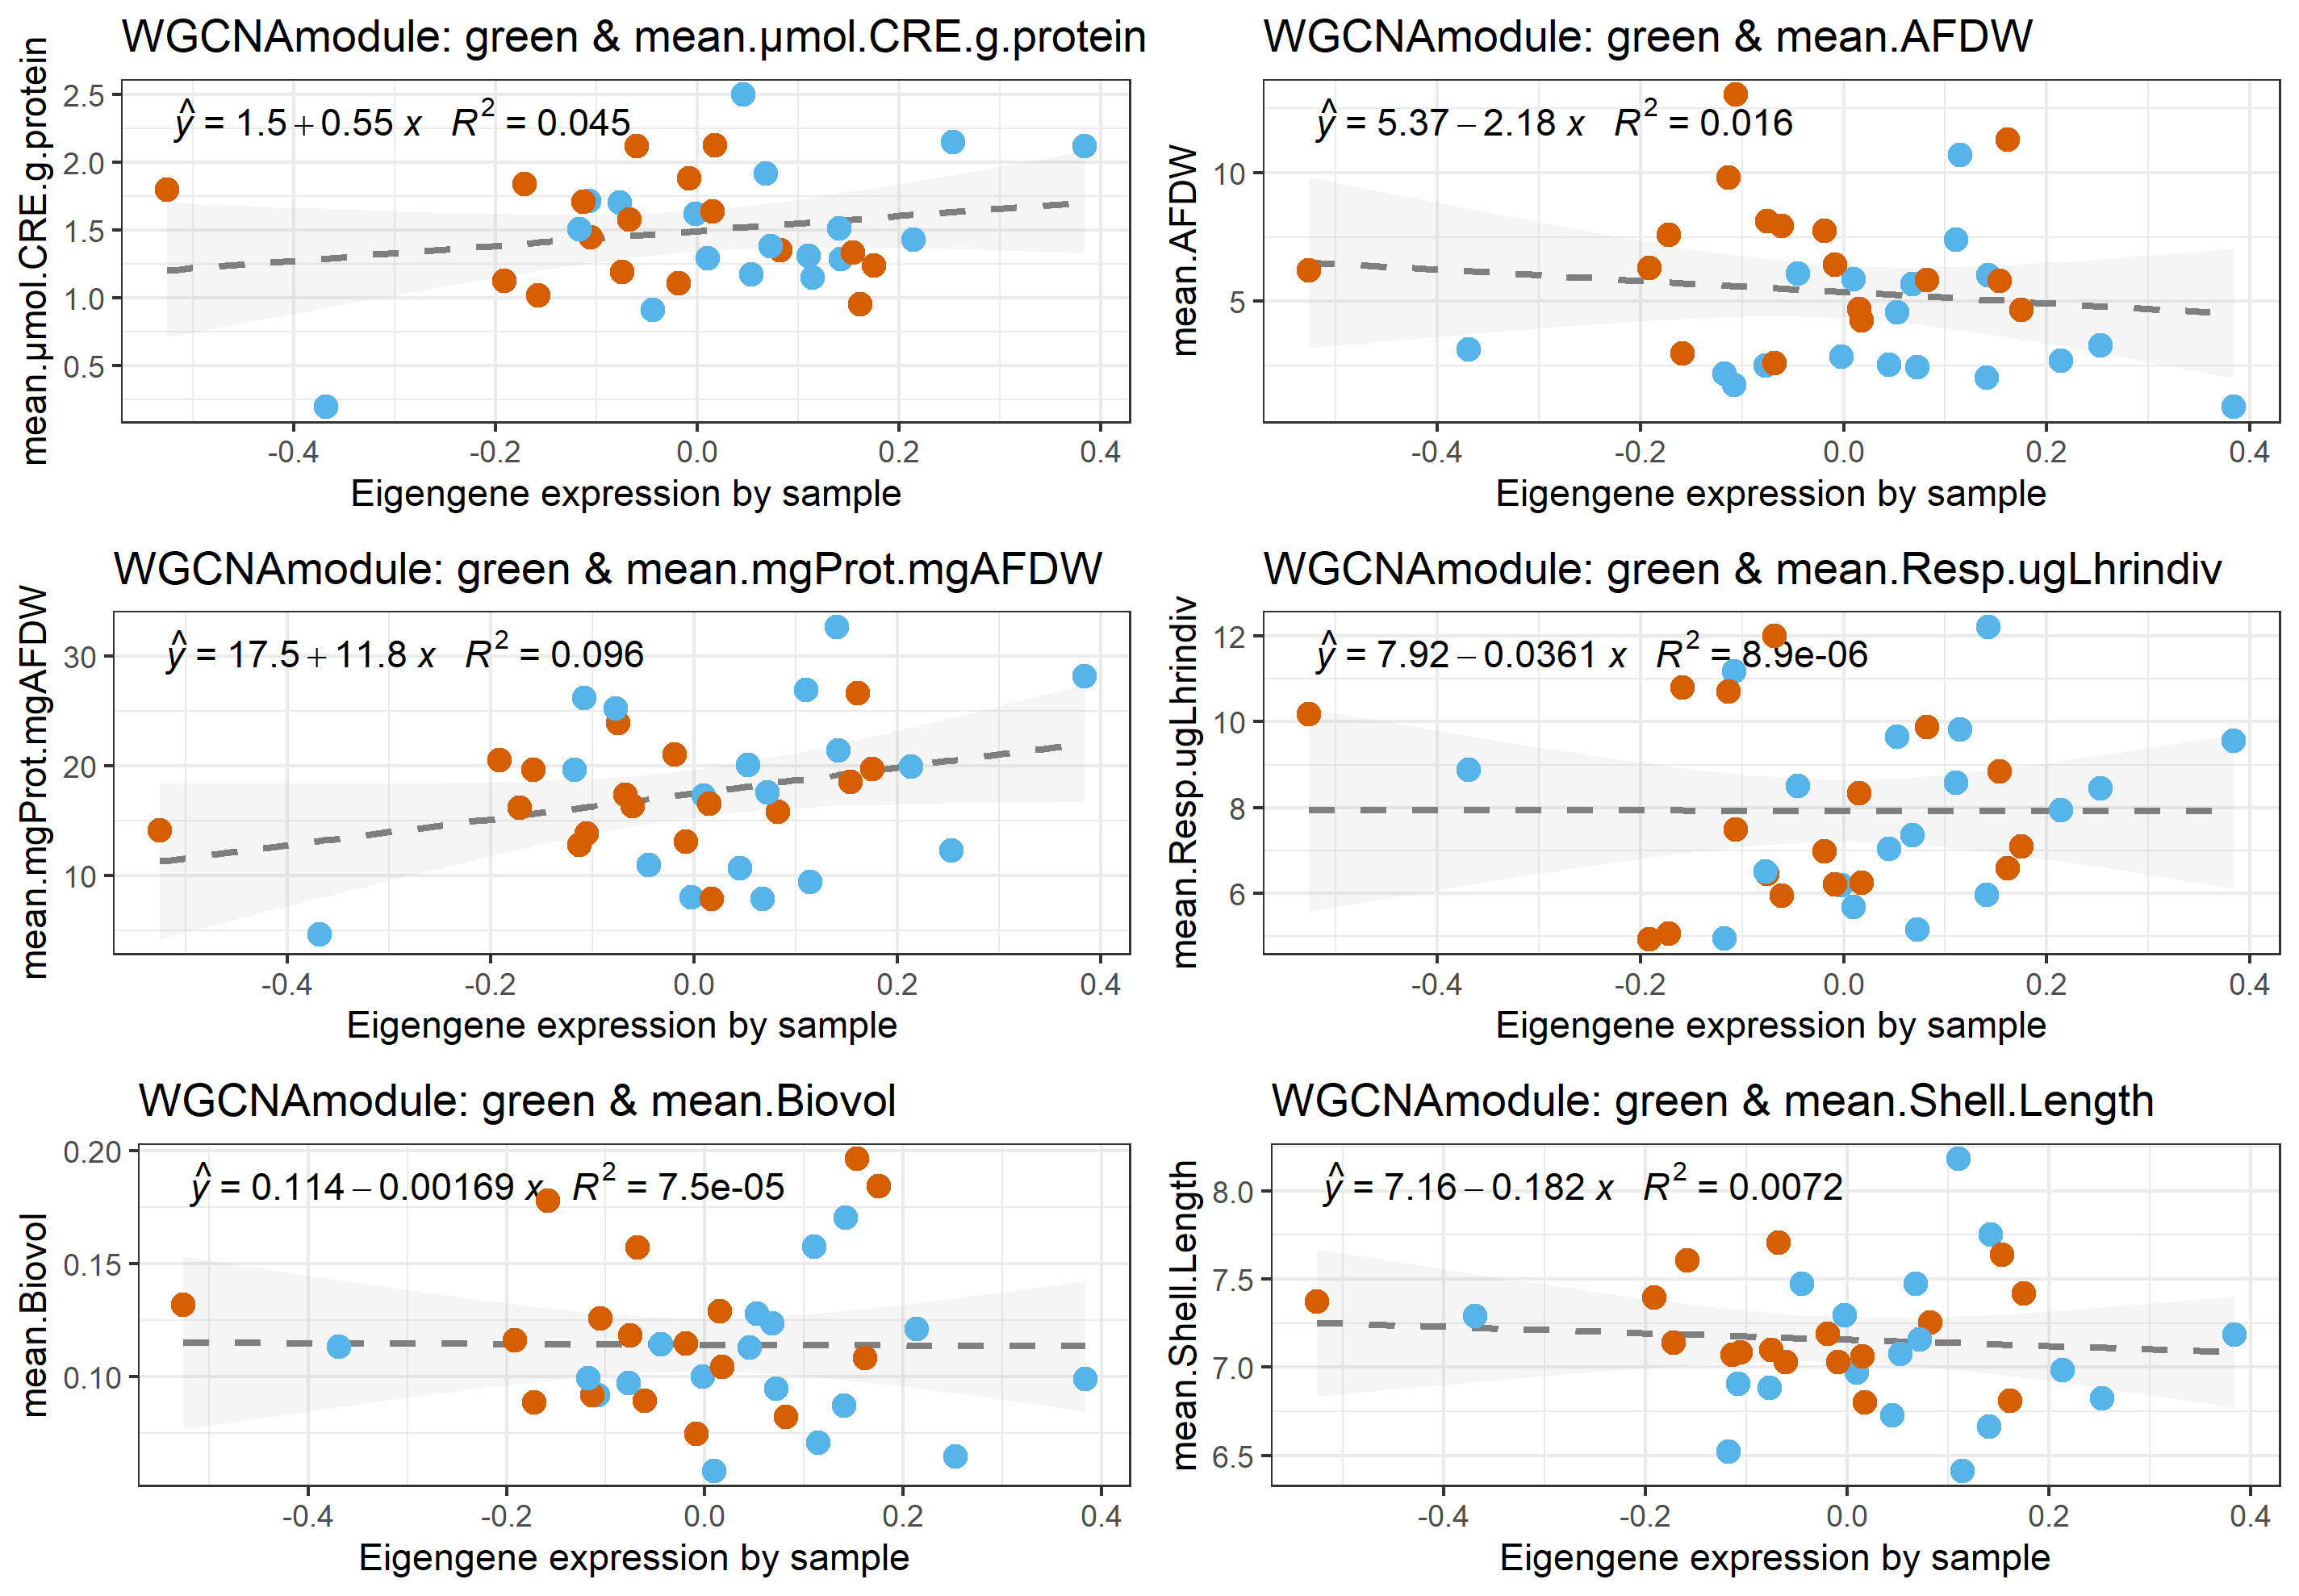 WGCNAmodule: green & mean.µmol.CRE.g.protein
mean.µmol.CRE.g.protein
2.5
2.0
1.5
1.0
0.5
ŷ = 1.5 + 0.55 x R² = 0.045
-0.4 -0.2 0.0 0.2 0.4
Eigengene expression by sample
WGCNAmodule: green & mean.AFDW
mean.AFDW
10
5
ŷ = 5.37 − 2.18 x R² = 0.016
-0.4 -0.2 0.0 0.2 0.4
Eigengene expression by sample
WGCNAmodule: green & mean.mgProt.mgAFDW
mean.mgProt.mgAFDW
30
20
10
ŷ = 17.5 + 11.8 x R² = 0.096
-0.4 -0.2 0.0 0.2 0.4
Eigengene expression by sample
WGCNAmodule: green & mean.Resp.ugLhrindiv
mean.Resp.ugLhrindiv
12
10
8
6
ŷ = 7.92 − 0.0361 x R² = 8.9e-06
-0.4 -0.2 0.0 0.2 0.4
Eigengene expression by sample
WGCNAmodule: green & mean.Biovol
mean.Biovol
0.20
0.15
0.10
ŷ = 0.114 − 0.00169 x R² = 7.5e-05
-0.4 -0.2 0.0 0.2 0.4
Eigengene expression by sample
WGCNAmodule: green & mean.Shell.Length
mean.Shell.Length
8.0
7.5
7.0
6.5
ŷ = 7.16 − 0.182 x R² = 0.0072
-0.4 -0.2 0.0 0.2 0.4
Eigengene expression by sample